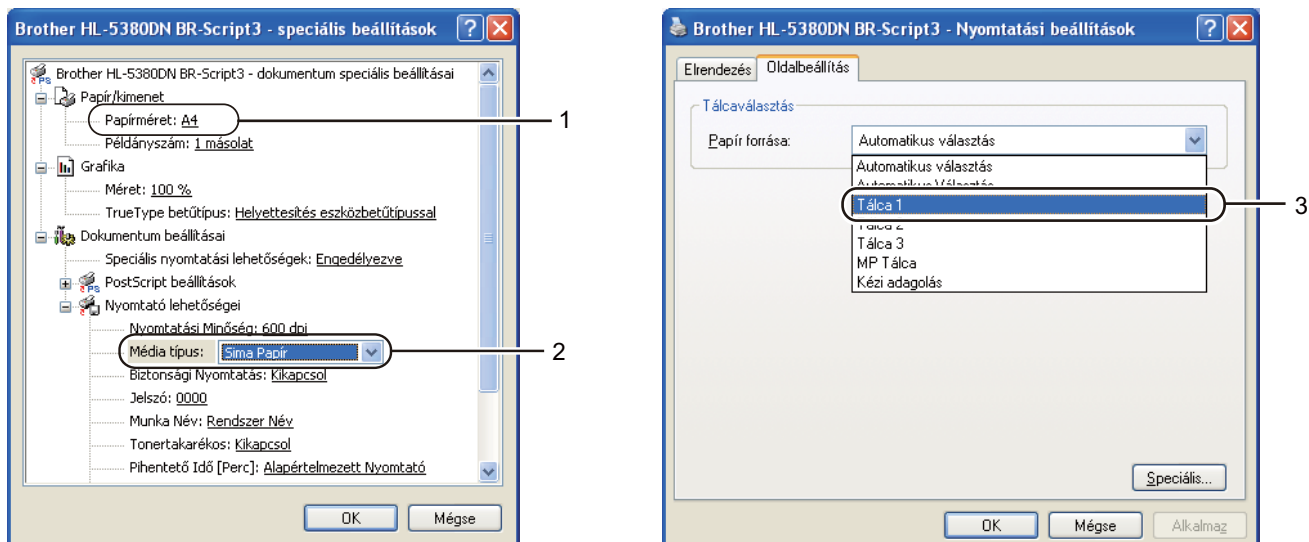 Brother HL-5380DN BR-Script3 - speciális beállítások
Brother HL-5380DN BR-Script3 - dokumentum speciális beállításai
Papír/kimenet
Papírméret: A4
1
Példányszám: 1 másolat
Grafika
Méret: 100 %
TrueType betűtípus: Helyettesítés eszközbetűtípussal
Dokumentum beállításai
Speciális nyomtatási lehetőségek: Engedélyezve
PostScript beállítások
Nyomtató lehetőségei
Nyomtatási Minőség: 600 dpi
Média típus: Sima Papír
2
Biztonsági Nyomtatás: Kikapcsol
Jelszó: 0000
Munka Név: Rendszer Név
Tonertakarékos: Kikapcsol
Pihentető Idő [Perc]: Alapértelmezett Nyomtató
OK Mégse
Brother HL-5380DN BR-Script3 - Nyomtatási beállítások
Elrendezés Oldalbeállítás
Tálcaválasztás
Papír forrása: Automatikus választás
Automatikus választás
Automatikus Választás
Tálca 1
3
Tálca 2
Tálca 3
MP Tálca
Kézi adagolás
Speciális...
OK Mégse Alkalmaz